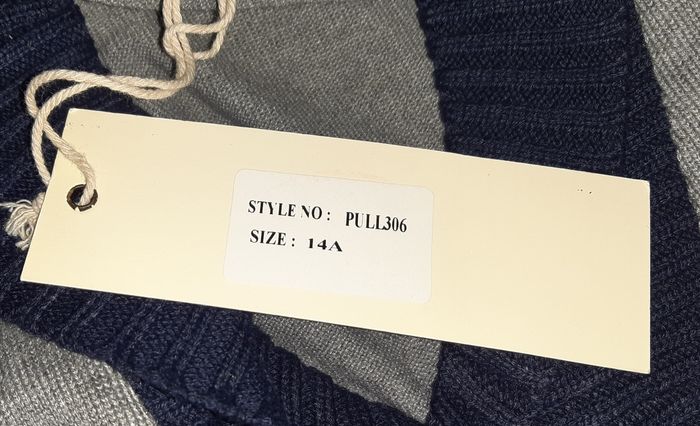 STYLE NO : PULL306
SIZE : 14A